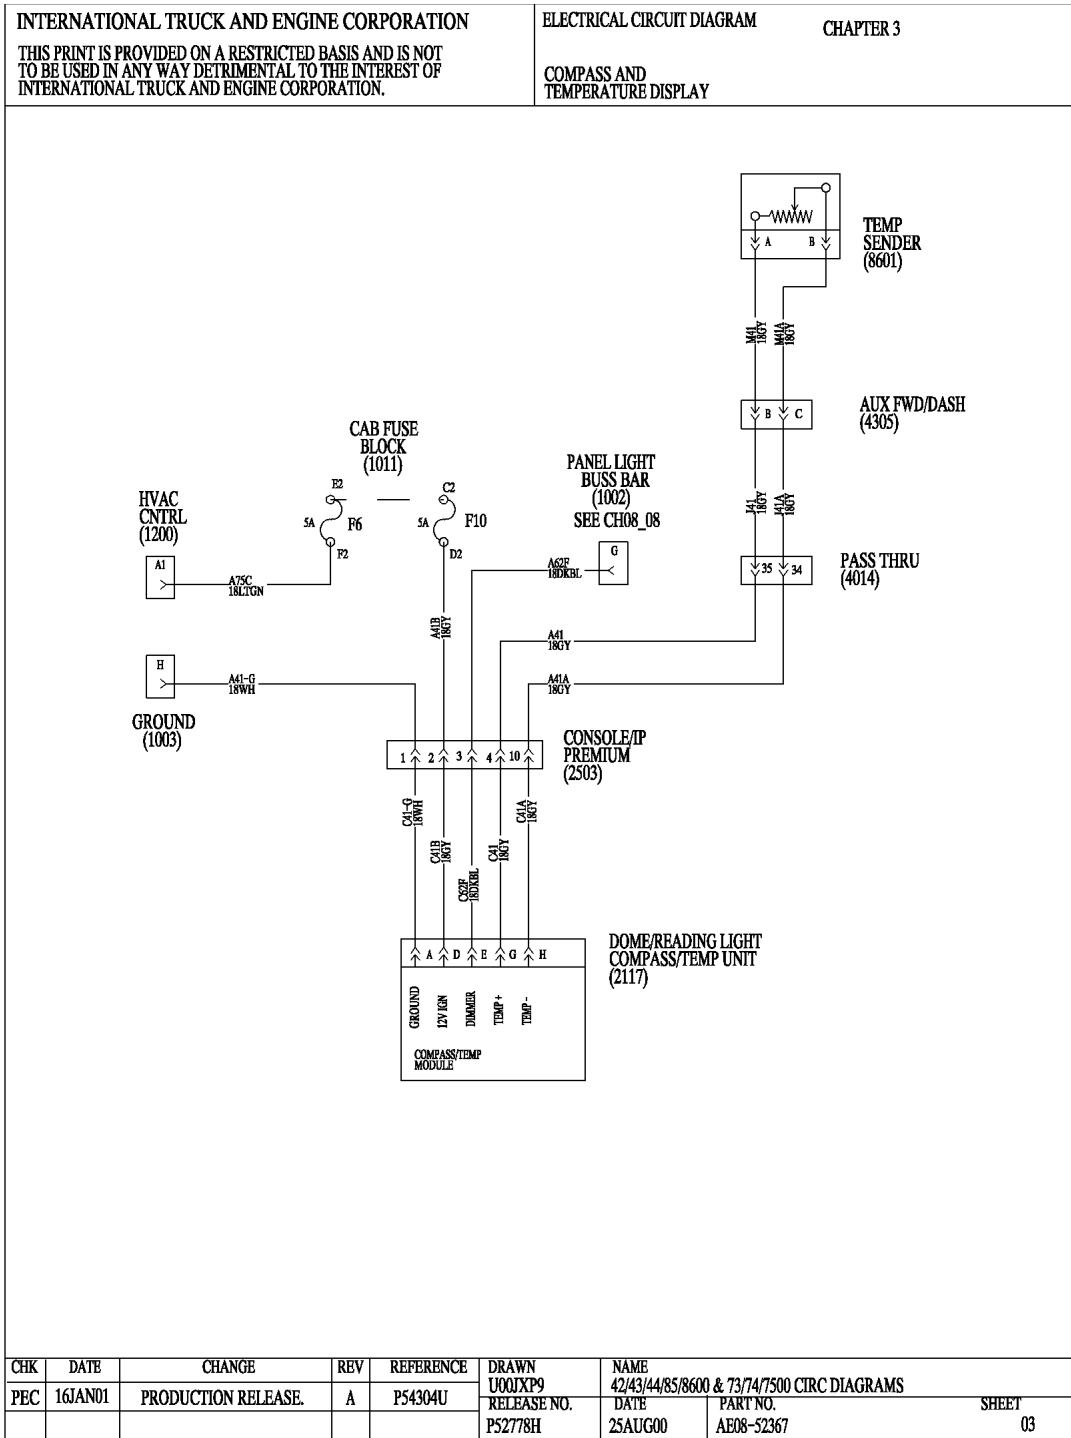 INTERNATIONAL TRUCK AND ENGINE CORPORATION
THIS PRINT IS PROVIDED ON A RESTRICTED BASIS AND IS NOT
TO BE USED IN ANY WAY DETRIMENTAL TO THE INTEREST OF
INTERNATIONAL TRUCK AND ENGINE CORPORATION.
ELECTRICAL CIRCUIT DIAGRAM
CHAPTER 3
COMPASS AND
TEMPERATURE DISPLAY
TEMP
SENDER
(8601)
A
B
M41
18GY
M41A
18GY
AUX FWD/DASH
(4305)
B
C
J41
18GY
J41A
18GY
PASS THRU
(4014)
35
34
CAB FUSE
BLOCK
(1011)
E2
5A
F6
F2
C2
5A
F10
D2
PANEL LIGHT
BUSS BAR
(1002)
SEE CH08_08
G
HVAC
CNTRL
(1200)
A1
A75C
18LTGN
A62F
18DKBL
A41B
18GY
A41
18GY
H
A41-G
18WH
A41A
18GY
GROUND
(1003)
CONSOLE/IP
PREMIUM
(2503)
1
2
3
4
10
C41-G
18WH
C41B
18GY
C62F
18DKBL
C41
18GY
C41A
18GY
DOME/READING LIGHT
COMPASS/TEMP UNIT
(2117)
A
D
E
G
H
GROUND
12V IGN
DIMMER
TEMP +
TEMP -
COMPASS/TEMP
MODULE
CHK DATE CHANGE REV REFERENCE
PEC 16JAN01 PRODUCTION RELEASE. A P54304U
DRAWN
U00JXP9
NAME
42/43/44/85/8600 & 73/74/7500 CIRC DIAGRAMS
RELEASE NO.
P52778H
DATE
25AUG00
PART NO.
AE08-52367
SHEET
03